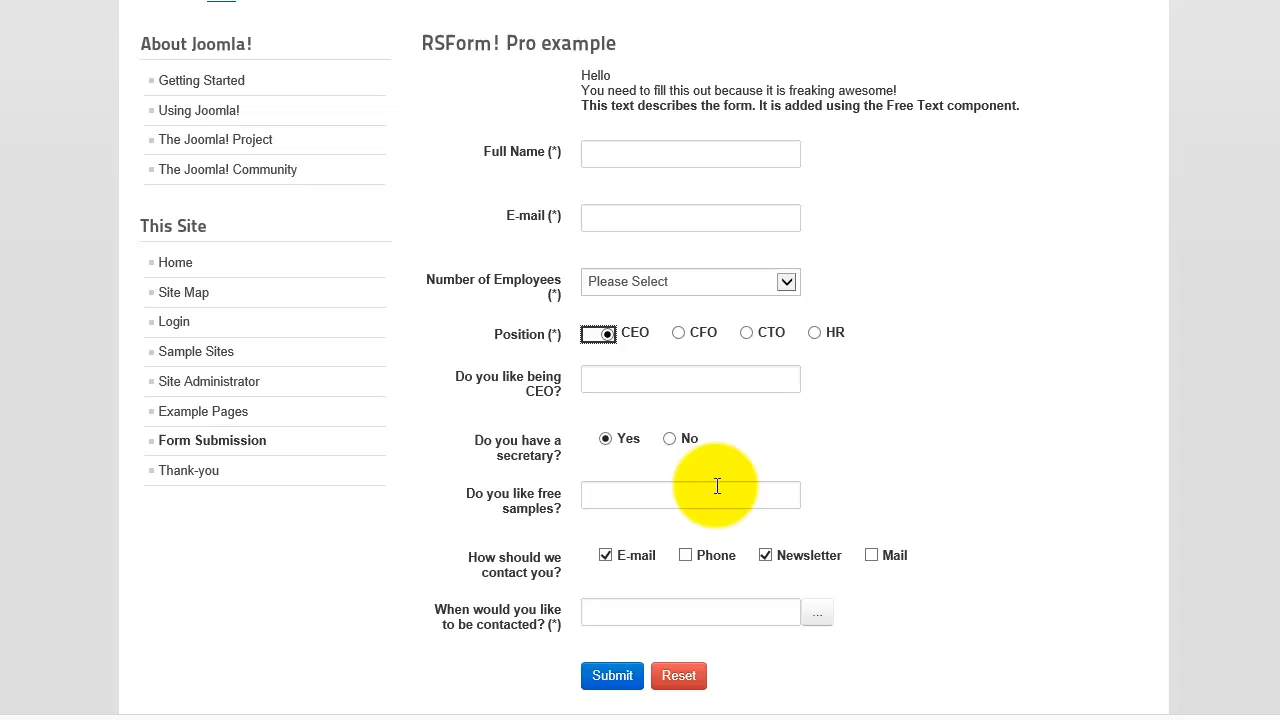 About Joomla!
Getting Started
Using Joomla!
The Joomla! Project
The Joomla! Community
This Site
Home
Site Map
Login
Sample Sites
Site Administrator
Example Pages
Form Submission
Thank-you
RSForm! Pro example
Hello
You need to fill this out because it is freaking awesome!
This text describes the form. It is added using the Free Text component.
Full Name (*)
E-mail (*)
Number of Employees
(*)
Please Select
Position (*)
CEO CFO CTO HR
Do you like being
CEO?
Do you have a
secretary?
Yes No
Do you like free
samples?
How should we
contact you?
E-mail Phone Newsletter Mail
When would you like
to be contacted? (*)
...
Submit Reset